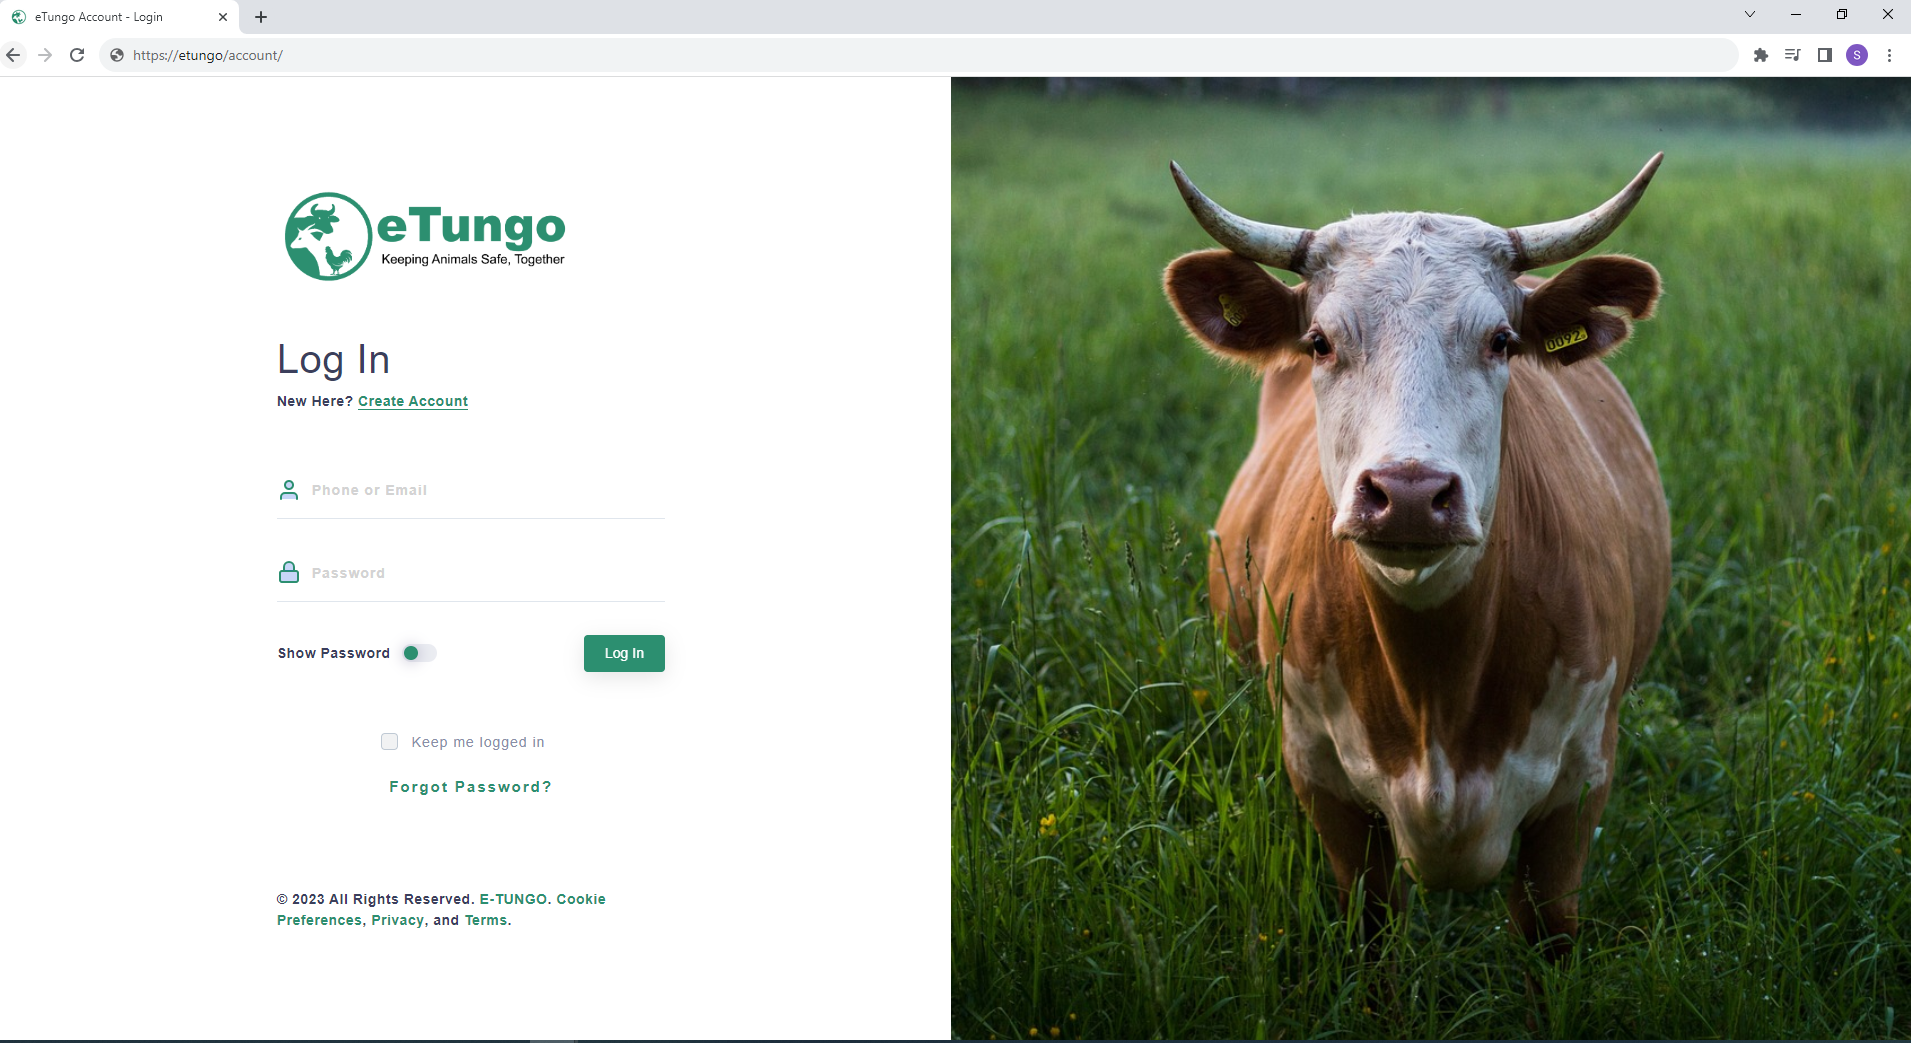 eTungo Account - Login
https://etungo/account/
S
eTungo
Keeping Animals Safe, Together
Log In
New Here? Create Account
Phone or Email
Password
Show Password
Log In
Keep me logged in
Forgot Password?
© 2023 All Rights Reserved. E-TUNGO. Cookie
Preferences, Privacy, and Terms.
0092